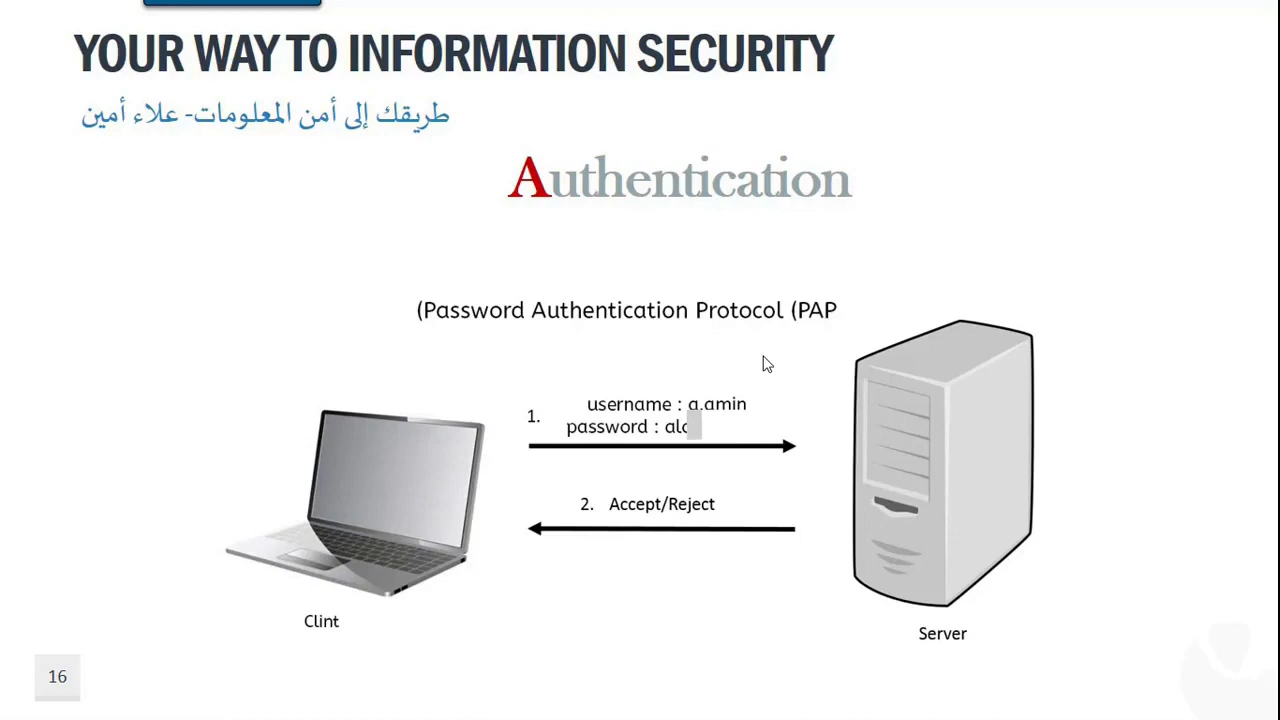 YOUR WAY TO INFORMATION SECURITY
طريقك إلى أمن المعلومات- علاء أمين
Authentication
(Password Authentication Protocol (PAP
1.
username : a.amin
password :
2. Accept/Reject
Clint
Server
16